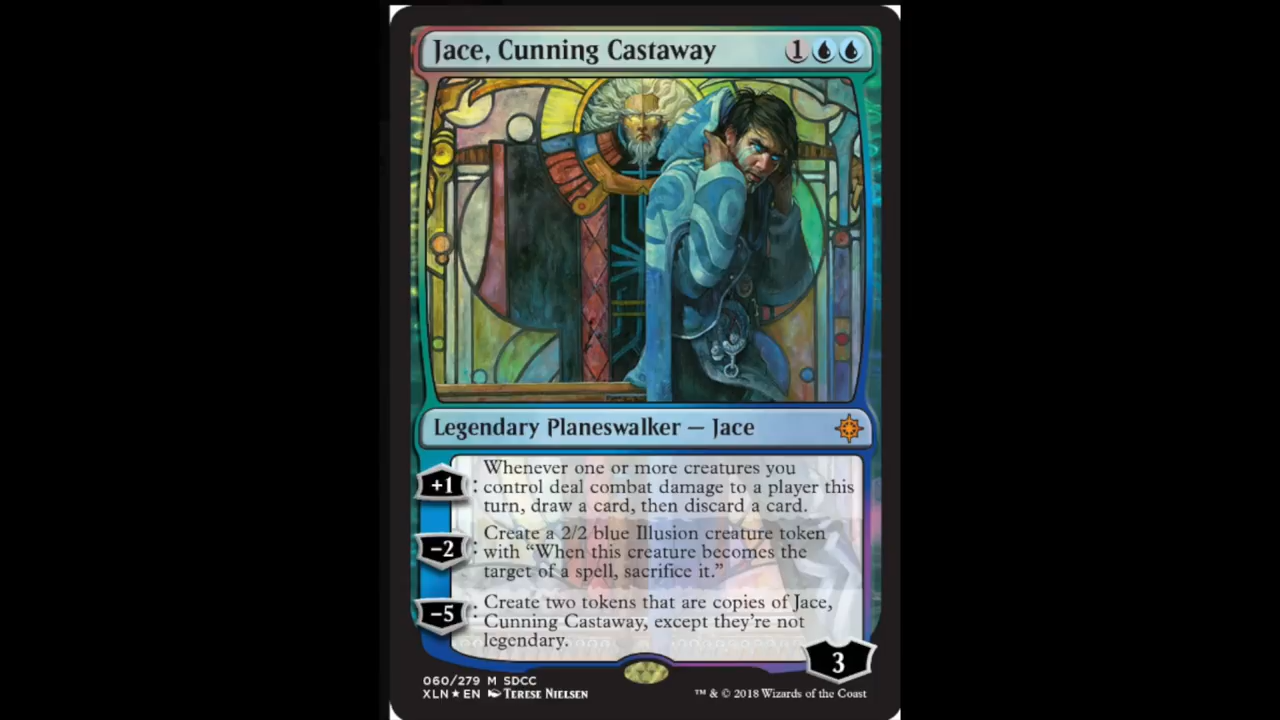 Jace, Cunning Castaway 1
Legendary Planeswalker — Jace
+1 : Whenever one or more creatures you
control deal combat damage to a player this
turn, draw a card, then discard a card.
−2 : Create a 2/2 blue Illusion creature token
with “When this creature becomes the
target of a spell, sacrifice it.”
−5 : Create two tokens that are copies of Jace,
Cunning Castaway, except they’re not
legendary.
3
060/279 M SDCC
XLN★EN Terese Nielsen
™ & © 2018 Wizards of the Coast